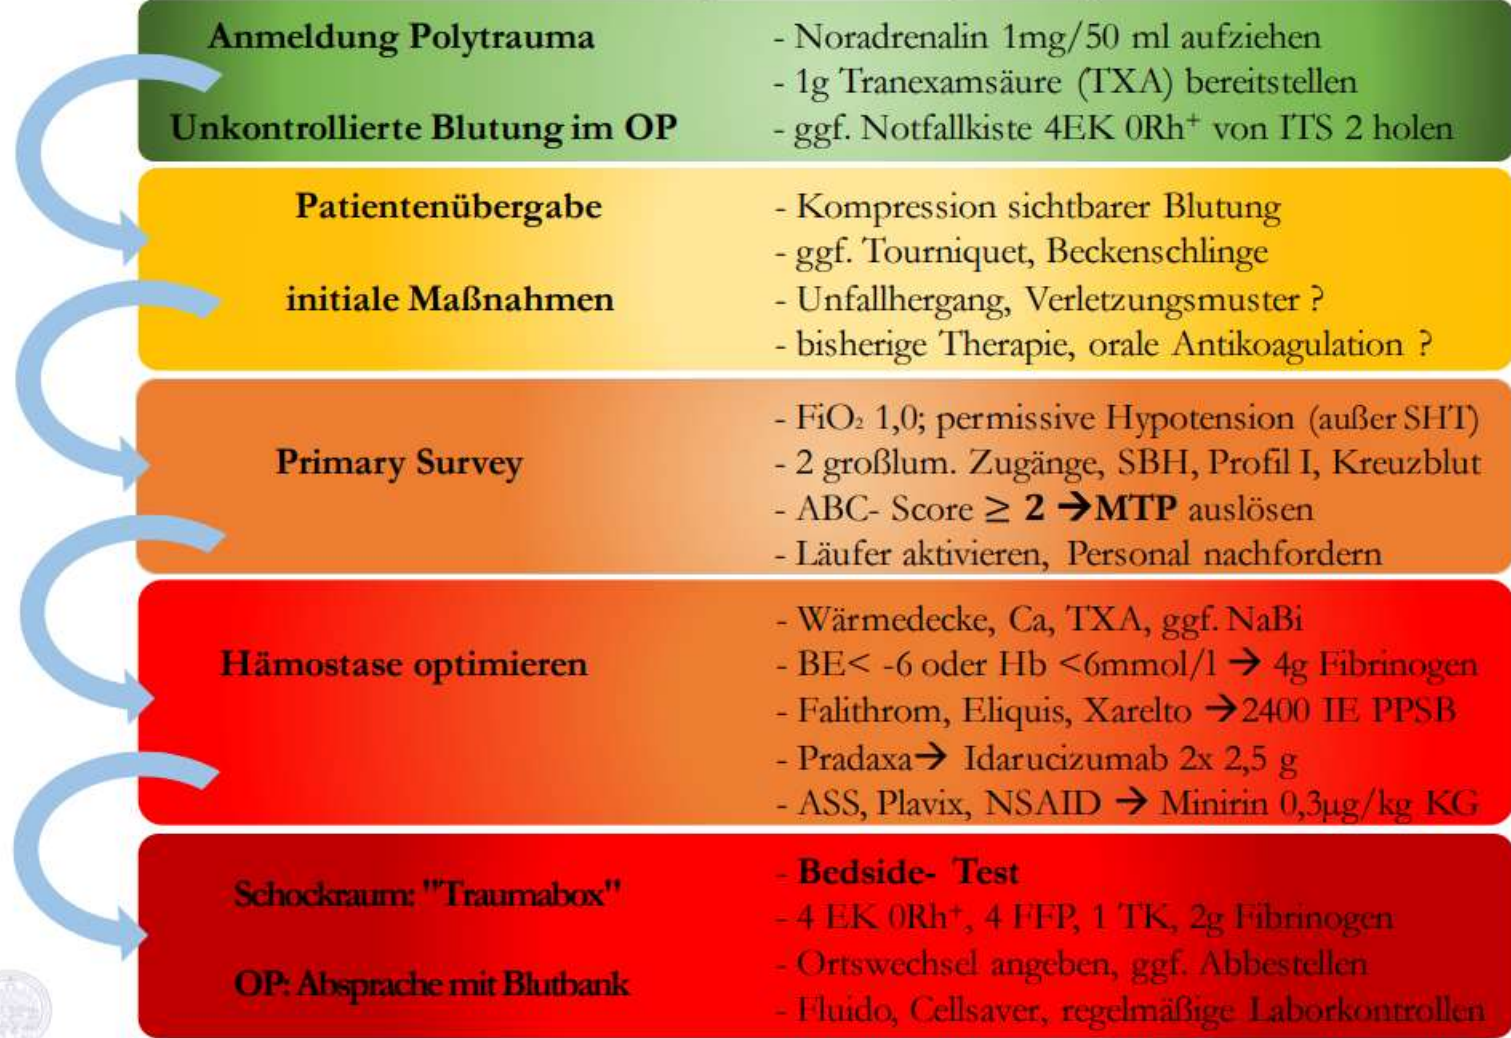 Anmeldung Polytrauma
Unkontrollierte Blutung im OP
- Noradrenalin 1mg/50 ml aufziehen
- 1g Tranexamsäure (TXA) bereitstellen
- ggf. Notfallkiste 4EK 0Rh⁺ von ITS 2 holen
Patientenübergabe
initiale Maßnahmen
- Kompression sichtbarer Blutung
- ggf. Tourniquet, Beckenschlinge
- Unfallhergang, Verletzungsmuster ?
- bisherige Therapie, orale Antikoagulation ?
Primary Survey
- FiO₂ 1,0; permissive Hypotension (außer SHT)
- 2 großlum. Zugänge, SBH, Profil I, Kreuzblut
- ABC- Score ≥ 2 →MTP auslösen
- Läufer aktivieren, Personal nachfordern
Hämostase optimieren
- Wärmedecke, Ca, TXA, ggf. NaBi
- BE< -6 oder Hb <6mmol/l → 4g Fibrinogen
- Falithrom, Eliquis, Xarelto →2400 IE PPSB
- Pradaxa→ Idarucizumab 2x 2,5 g
- ASS, Plavix, NSAID → Minirin 0,3µg/kg KG
Schockraum: "Traumabox"
OP: Absprache mit Blutbank
- Bedside- Test
- 4 EK 0Rh⁺, 4 FFP, 1 TK, 2g Fibrinogen
- Ortswechsel angeben, ggf. Abbestellen
- Fluido, Cellsaver, regelmäßige Laborkontrollen